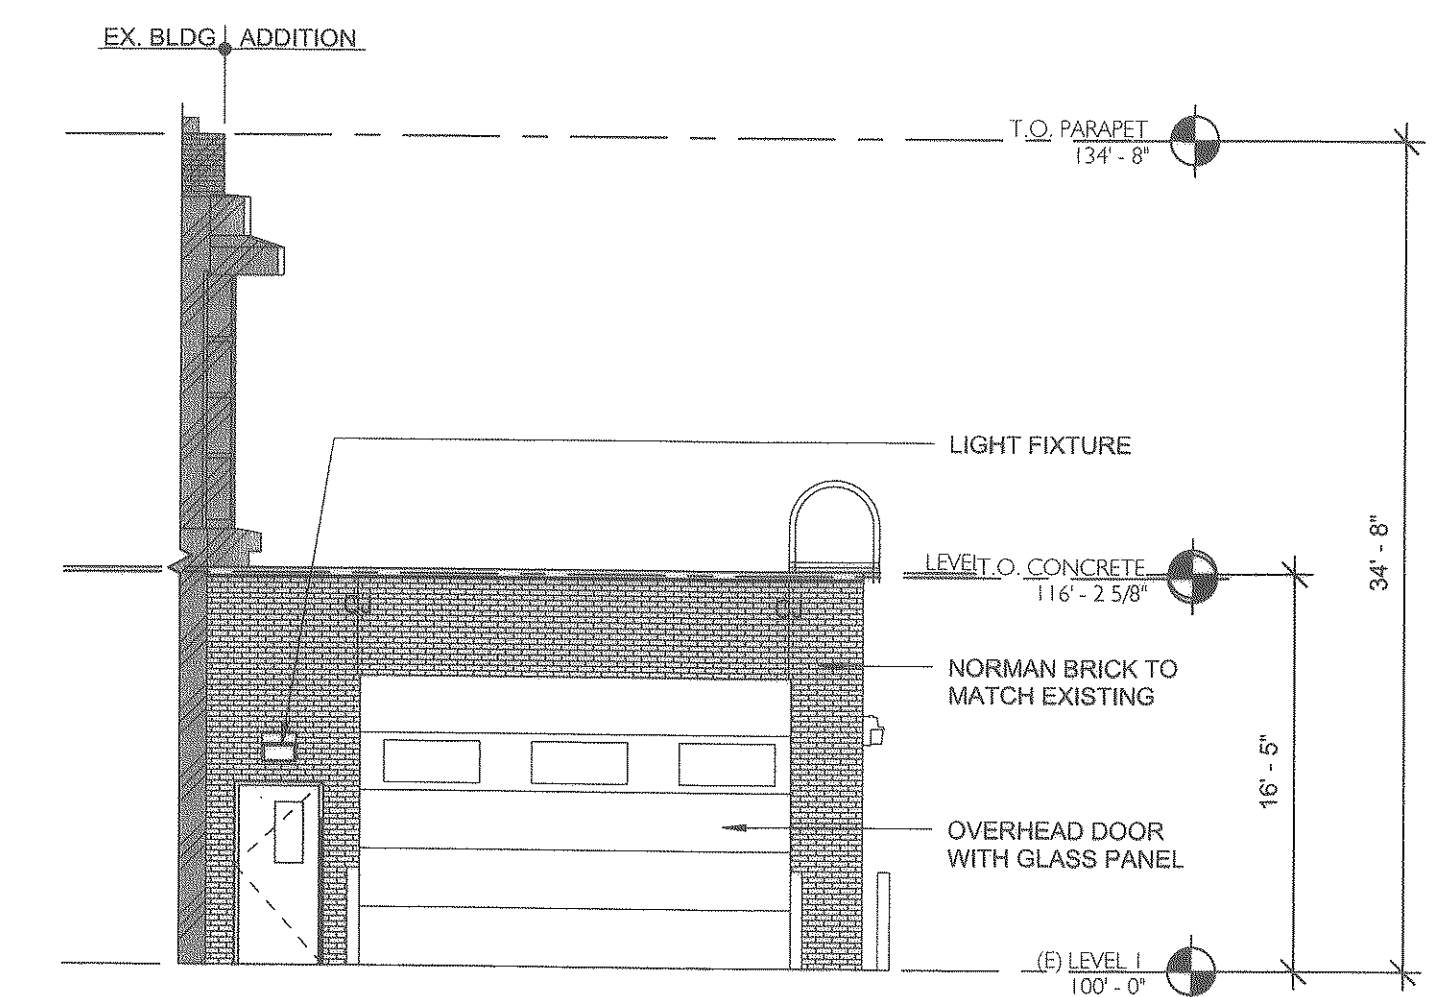 EX. BLDG ADDITION
T.O. PARAPET
134' - 8"
LIGHT FIXTURE
34' - 8"
LEVEL T.O. CONCRETE
116' - 2 5/8"
NORMAN BRICK TO
MATCH EXISTING
16' - 5"
OVERHEAD DOOR
WITH GLASS PANEL
(E) LEVEL 1
100' - 0"